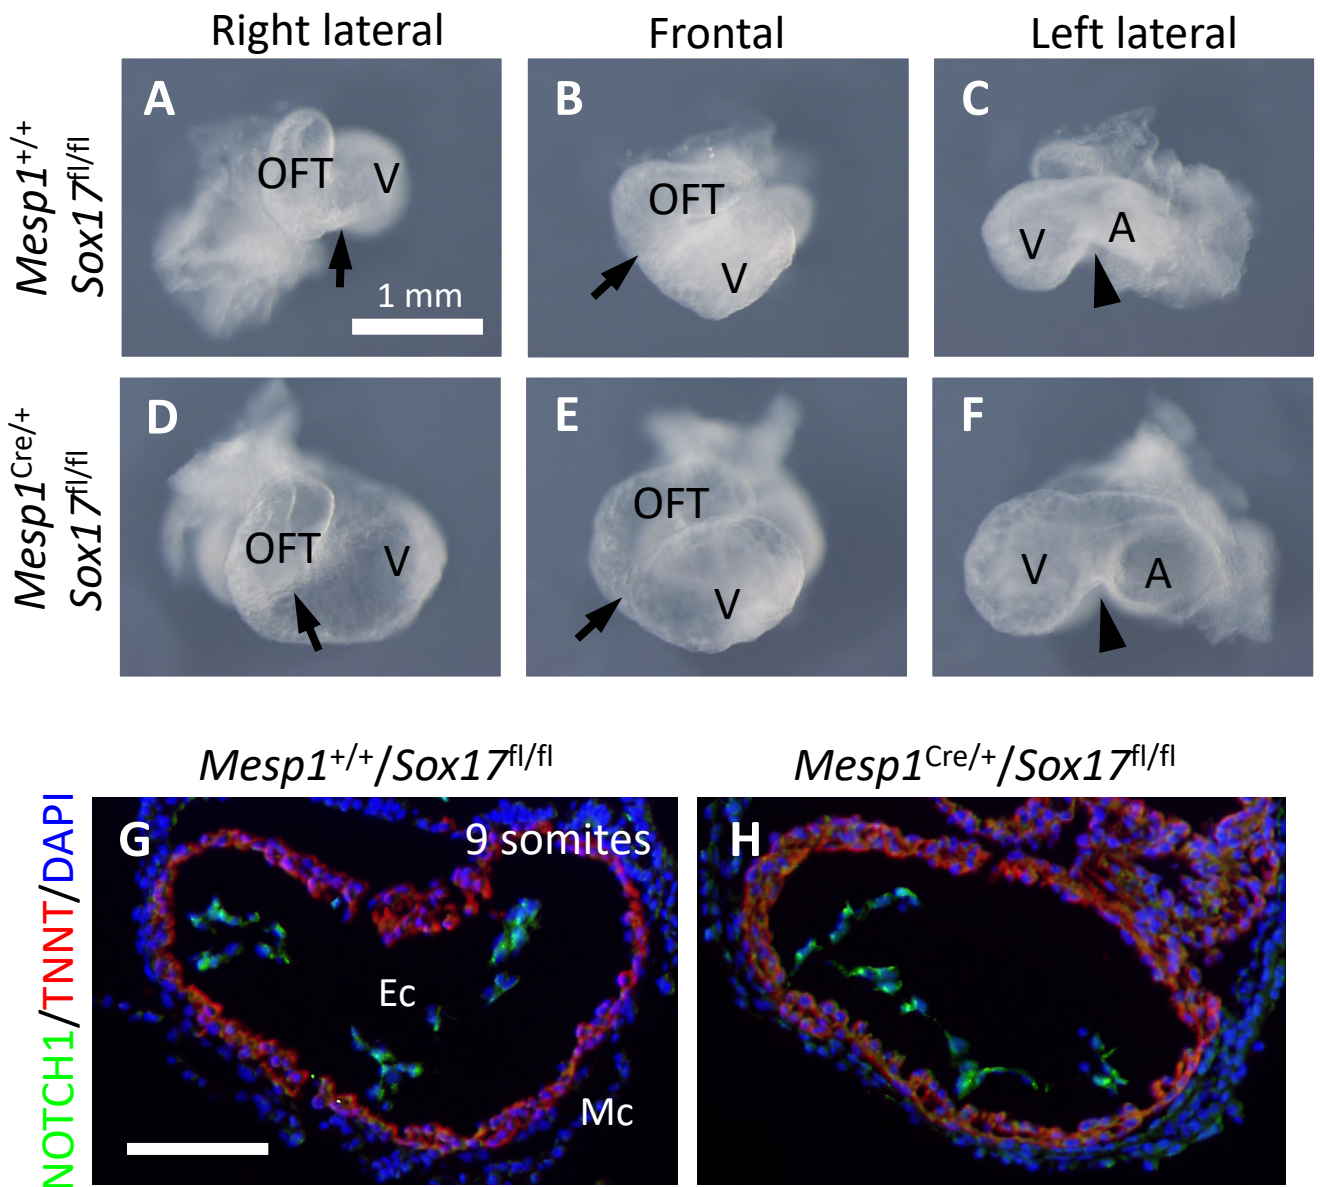 Right lateral
Frontal
Left lateral
Mesp1+/+
Sox17fl/fl
A
OFT
V
1 mm
B
OFT
V
C
V
A
Mesp1Cre/+
Sox17fl/fl
D
OFT
V
E
OFT
V
F
V
A
Mesp1+/+/Sox17fl/fl
Mesp1Cre/+/Sox17fl/fl
NOTCH1/TNNT/DAPI
G
9 somites
Ec
Mc
H